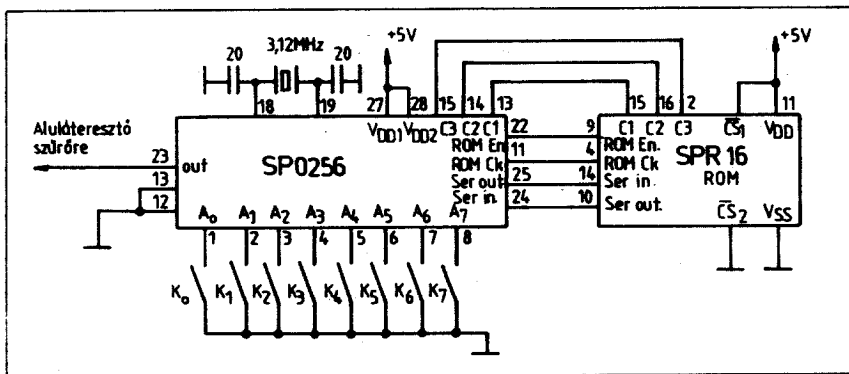 20 3,12MHz 20 +5V +5V
18 19 27 28 15 14 13 15 16 2 11
VDD1 VDD2 C3 C2 C1 C1 C2 C3 CS1 VDD
Aluláteresztő
szűrőre
23 out SP0256 ROM En 22 9 ROM En. SPR 16
ROM Ck 11 4 ROM Ck ROM
13 Ser out 25 14 Ser in.
12 Ser in. 24 10 Ser out.
A0 A1 A2 A3 A4 A5 A6 A7 CS2 VSS
1 2 3 4 5 6 7 8
K0 K1 K2 K3 K4 K5 K6 K7